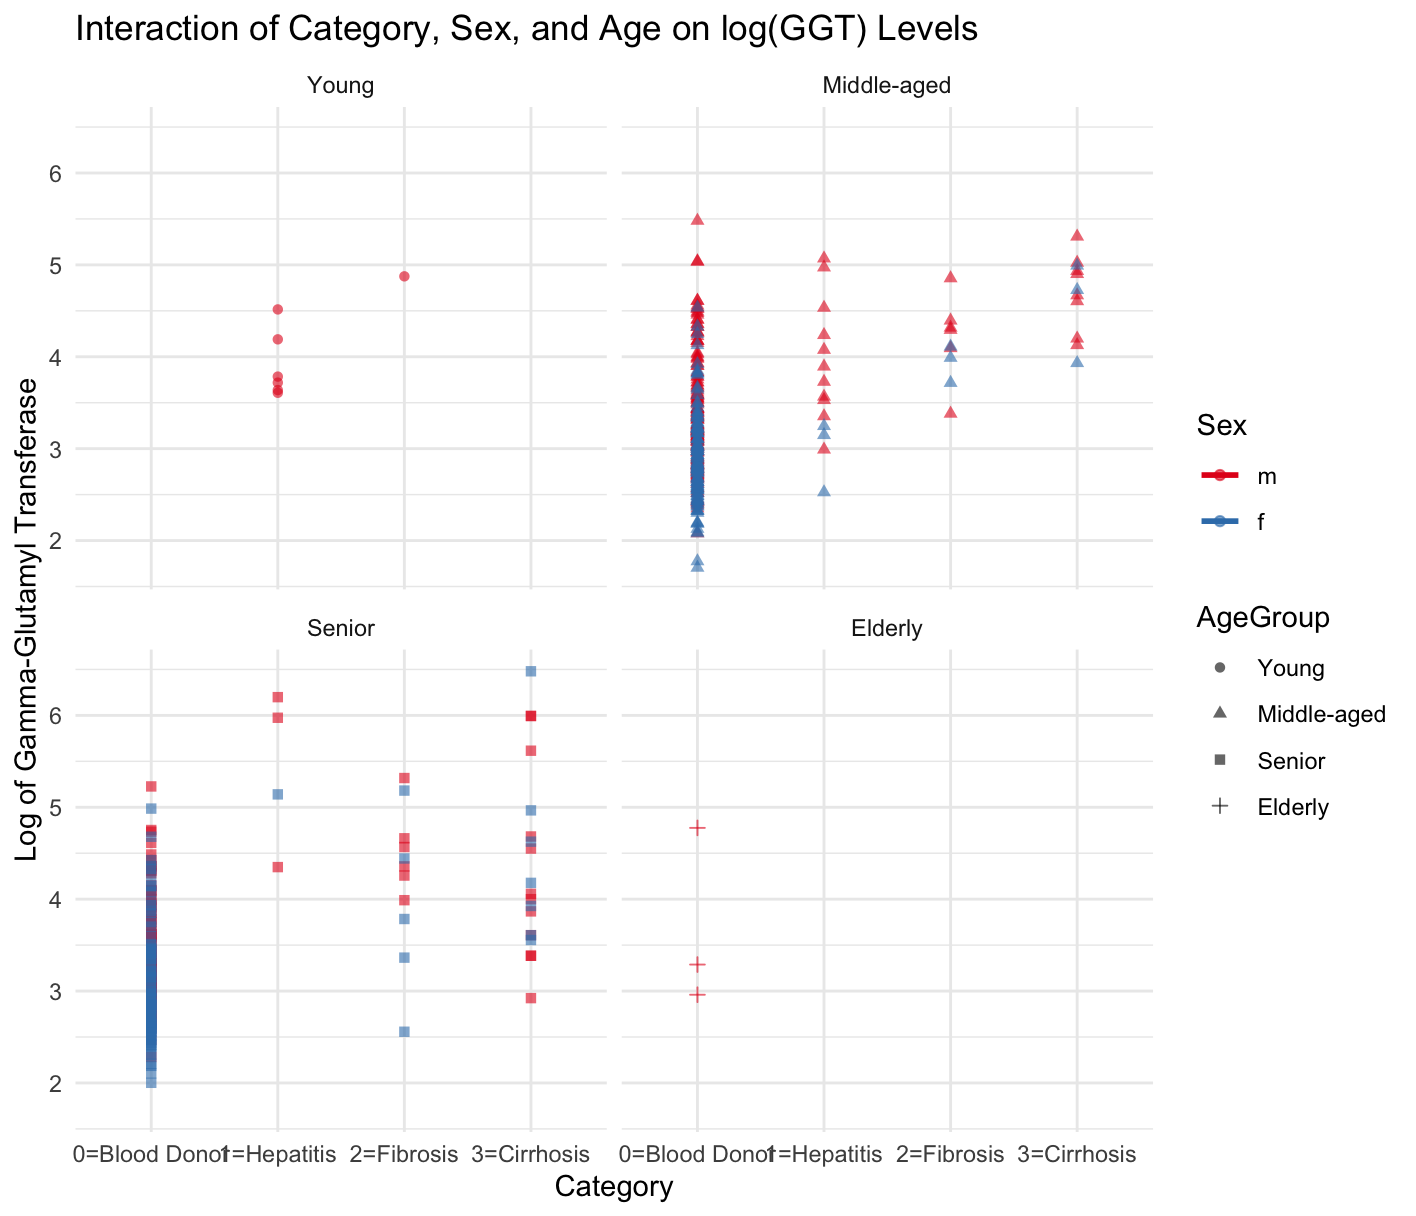 Interaction of Category, Sex, and Age on log(GGT) Levels
Young
Middle-aged
6
5
4
3
2
Senior
Elderly
6
5
4
3
2
0=Blood Donor
1=Hepatitis
2=Fibrosis
3=Cirrhosis
0=Blood Donor
1=Hepatitis
2=Fibrosis
3=Cirrhosis
Category
Log of Gamma-Glutamyl Transferase
Sex
m
f
AgeGroup
Young
Middle-aged
Senior
Elderly